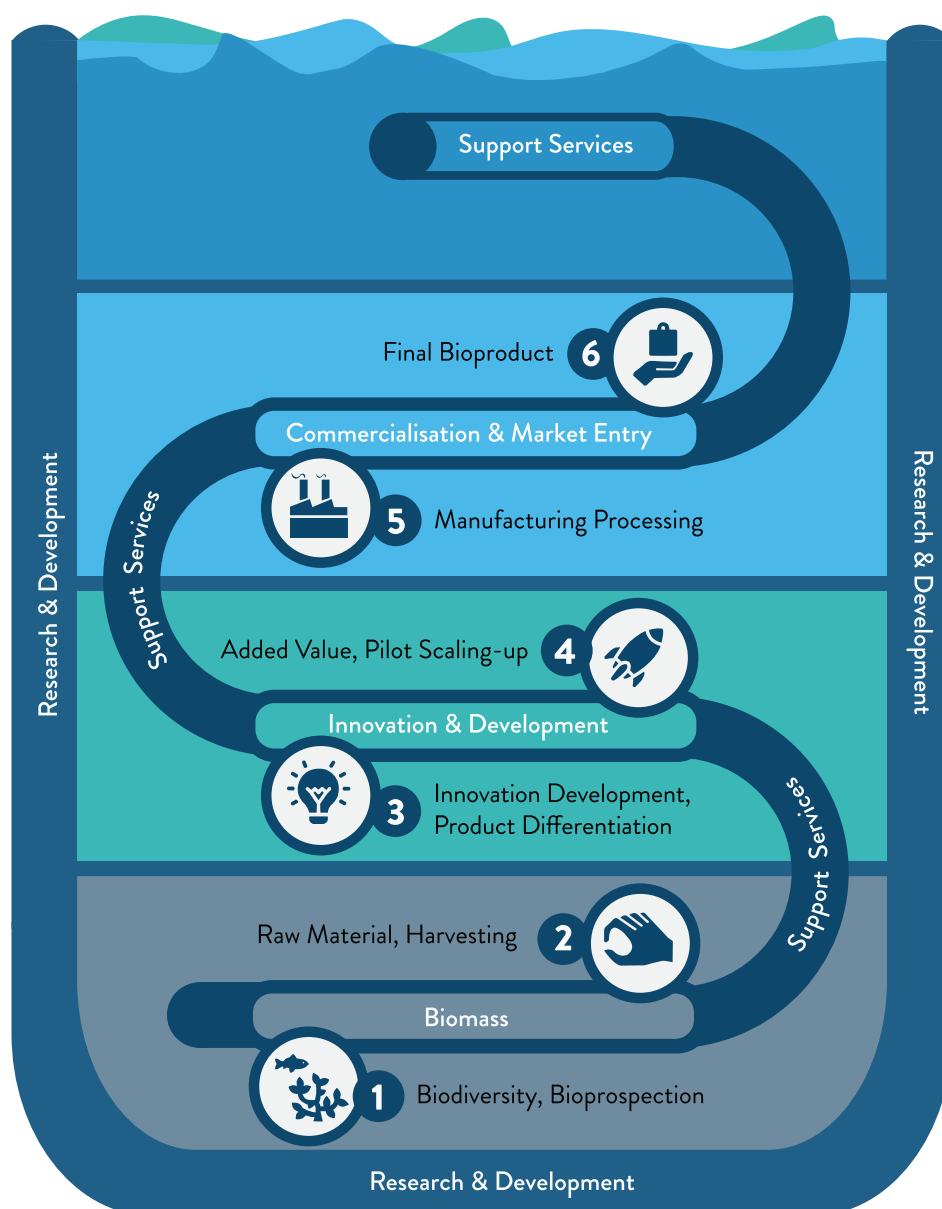 Support Services
Final Bioproduct
6
Commercialisation & Market Entry
5
Manufacturing Processing
Support Services
Research & Development
Research & Development
Added Value, Pilot Scaling-up
4
Innovation & Development
3
Innovation Development,
Product Differentiation
Support Services
Raw Material, Harvesting
2
Biomass
1
Biodiversity, Bioprospection
Research & Development